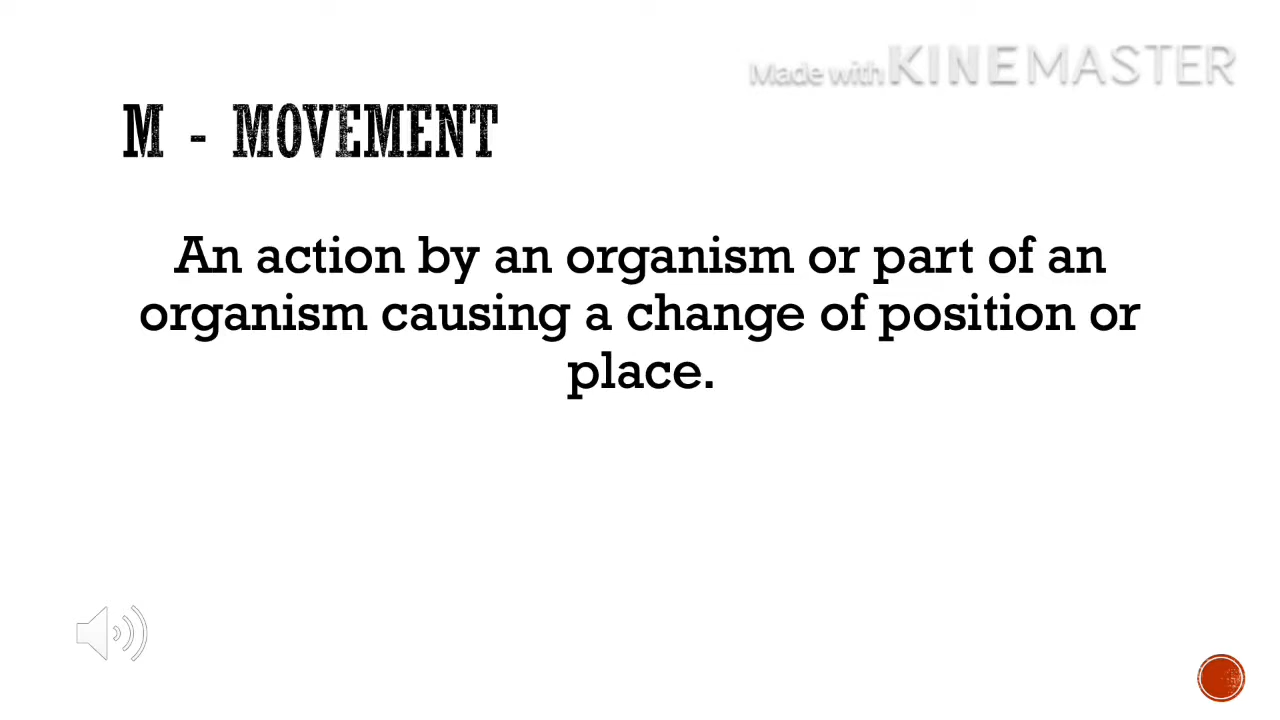 Made with KINEMASTER
M - MOVEMENT
An action by an organism or part of an
organism causing a change of position or
place.